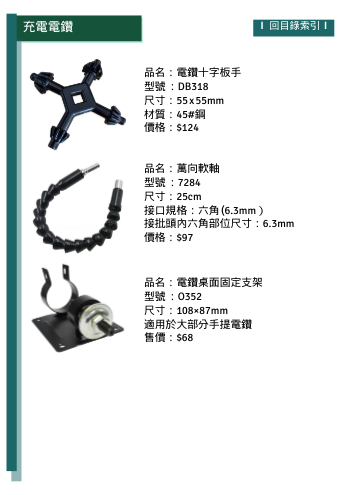 充電電鑽
I 回目錄索引 I
品名：電鑽十字板手
型號 ：DB318
尺寸：55x55mm
材質：45#鋼
價格：$124
品名：萬向軟軸
型號 ：7284
尺寸：25cm
接口規格：六角(6.3mm）
接批頭內六角部位尺寸：6.3mm
價格：$97
品名：電鑽桌面固定支架
型號 ：O352
尺寸：108×87mm
適用於大部分手提電鑽
售價：$68